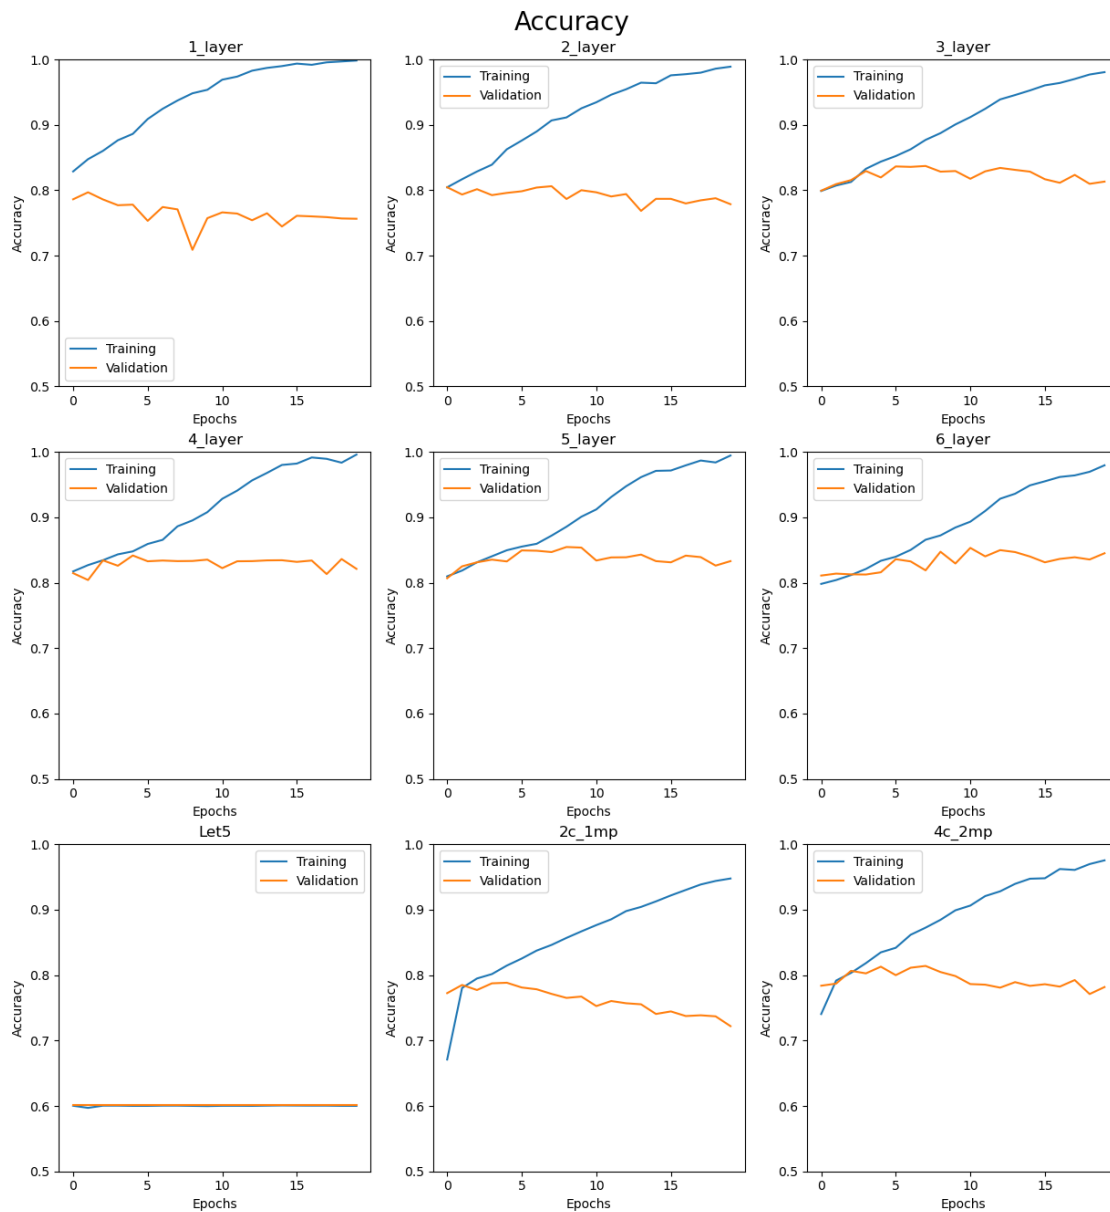 Accuracy
1_layer
2_layer
3_layer
1.0
0.9
0.8
0.7
0.6
0.5
Accuracy
0
5
10
15
Epochs
Training
Validation
1.0
0.9
0.8
0.7
0.6
0.5
Accuracy
0
5
10
15
Epochs
Training
Validation
1.0
0.9
0.8
0.7
0.6
0.5
Accuracy
0
5
10
15
Epochs
Training
Validation
4_layer
5_layer
6_layer
1.0
0.9
0.8
0.7
0.6
0.5
Accuracy
0
5
10
15
Epochs
Training
Validation
1.0
0.9
0.8
0.7
0.6
0.5
Accuracy
0
5
10
15
Epochs
Training
Validation
1.0
0.9
0.8
0.7
0.6
0.5
Accuracy
0
5
10
15
Epochs
Training
Validation
Let5
2c_1mp
4c_2mp
1.0
0.9
0.8
0.7
0.6
0.5
Accuracy
0
5
10
15
Epochs
Training
Validation
1.0
0.9
0.8
0.7
0.6
0.5
Accuracy
0
5
10
15
Epochs
Training
Validation
1.0
0.9
0.8
0.7
0.6
0.5
Accuracy
0
5
10
15
Epochs
Training
Validation